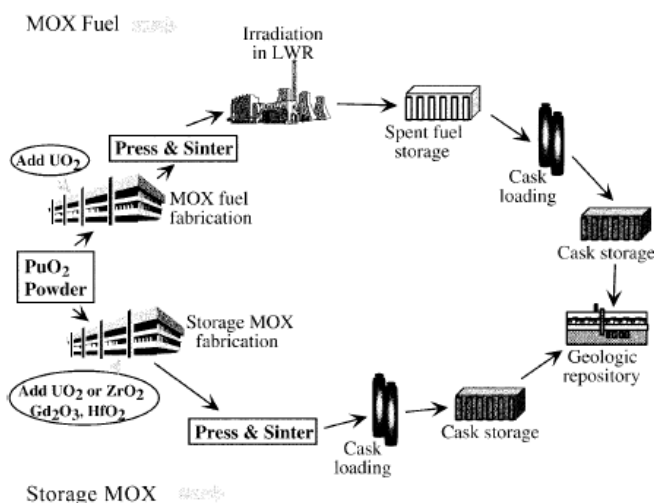 MOX Fuel
Irradiation
in LWR
Spent fuel
storage
Cask
loading
Cask storage
Press & Sinter
Add UO₂
MOX fuel
fabrication
PuO₂
Powder
Storage MOX
fabrication
Add UO₂ or ZrO₂
Gd₂O₃, HfO₂
Press & Sinter
Cask
loading
Cask storage
Geologic
repository
Storage MOX